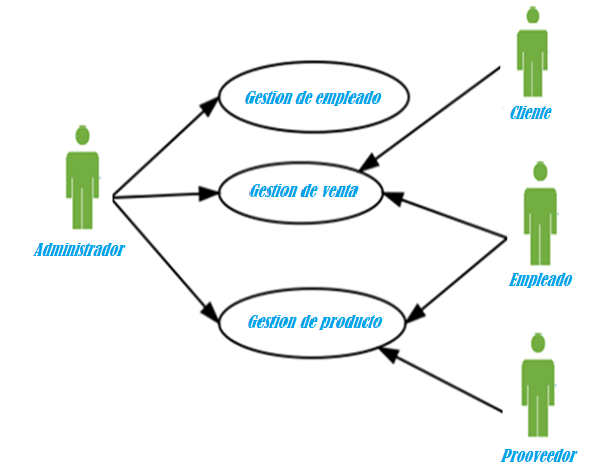 Cliente
Gestion de empleado
Gestion de venta
Administrador
Empleado
Gestion de producto
Prooveedor